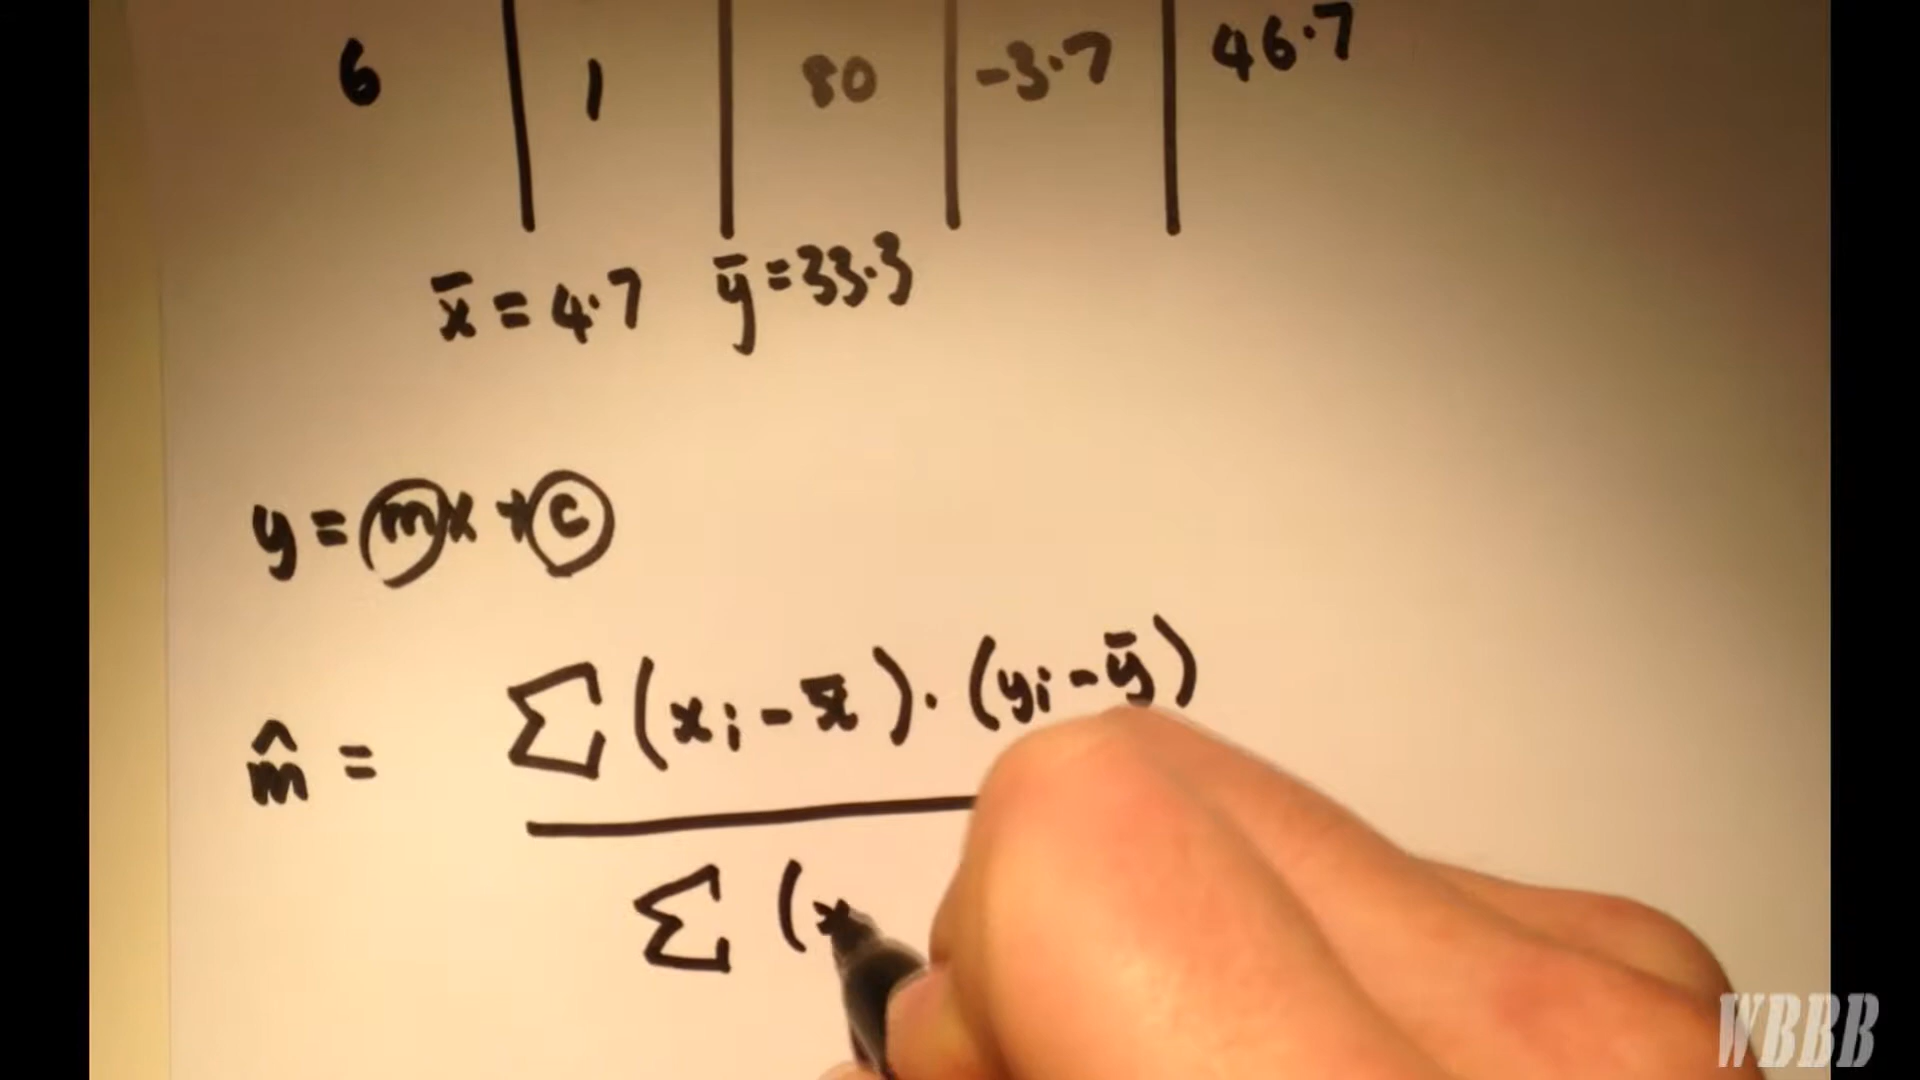 6 1 80 -3.7 46.7
x̄ = 4.7 ȳ = 33.3
y = mx + c
m̂ = ∑ (xi - x̄) · (yi - ȳ)
∑ (x
WBBB